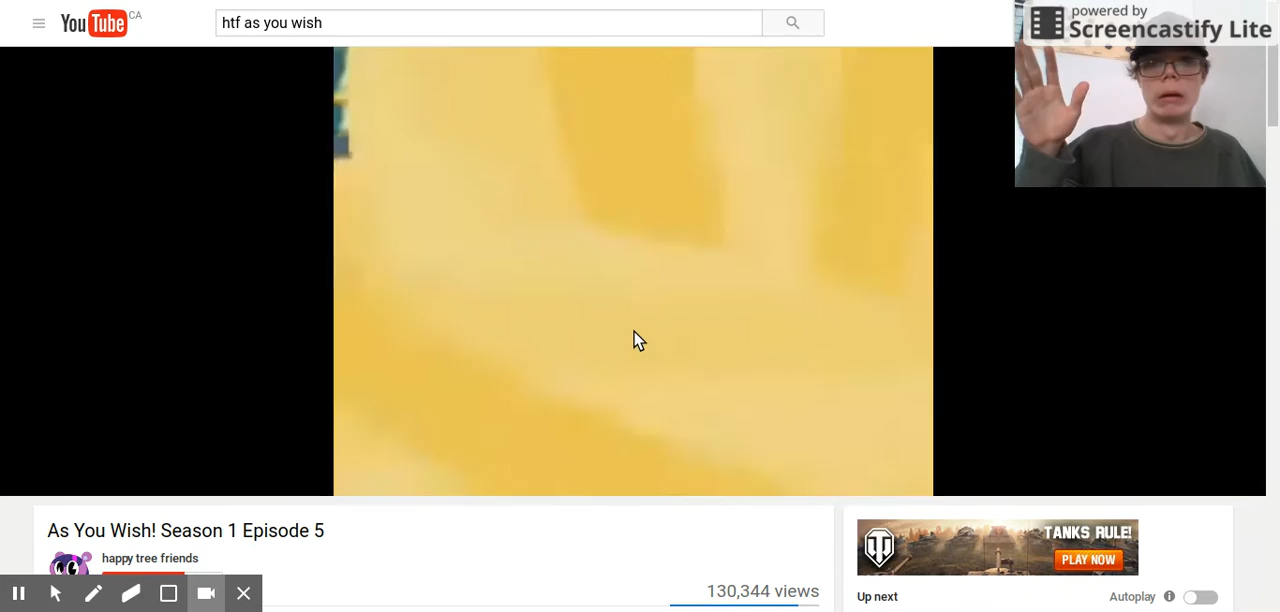 YouTube CA
htf as you wish
powered by
Screencastify Lite
As You Wish! Season 1 Episode 5
happy tree friends
130,344 views
TANKS RULE!
PLAY NOW
Up next
Autoplay